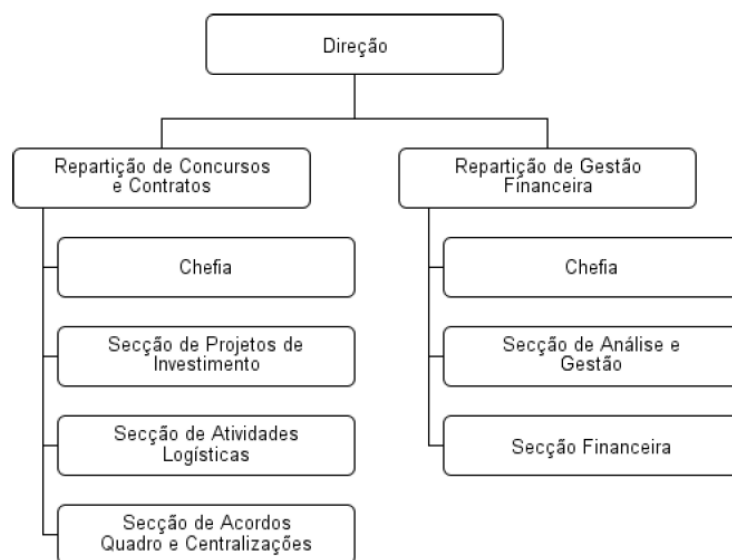 Direção
Repartição de Concursos
e Contratos
Repartição de Gestão
Financeira
Chefia
Chefia
Secção de Projetos de
Investimento
Secção de Análise e
Gestão
Secção de Atividades
Logísticas
Secção Financeira
Secção de Acordos
Quadro e Centralizações